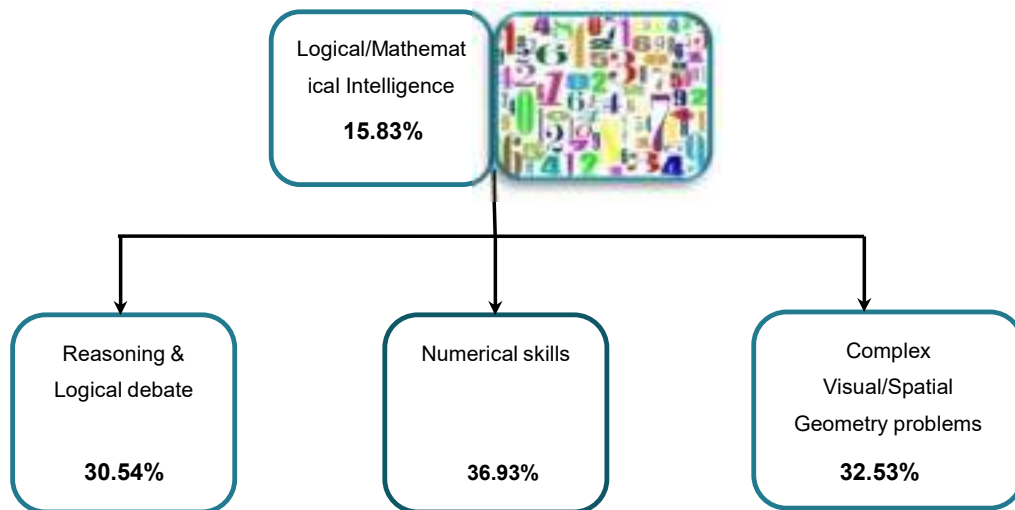 Logical/Mathemat
ical Intelligence
15.83%
Reasoning &
Logical debate
30.54%
Numerical skills
36.93%
Complex
Visual/Spatial
Geometry problems
32.53%